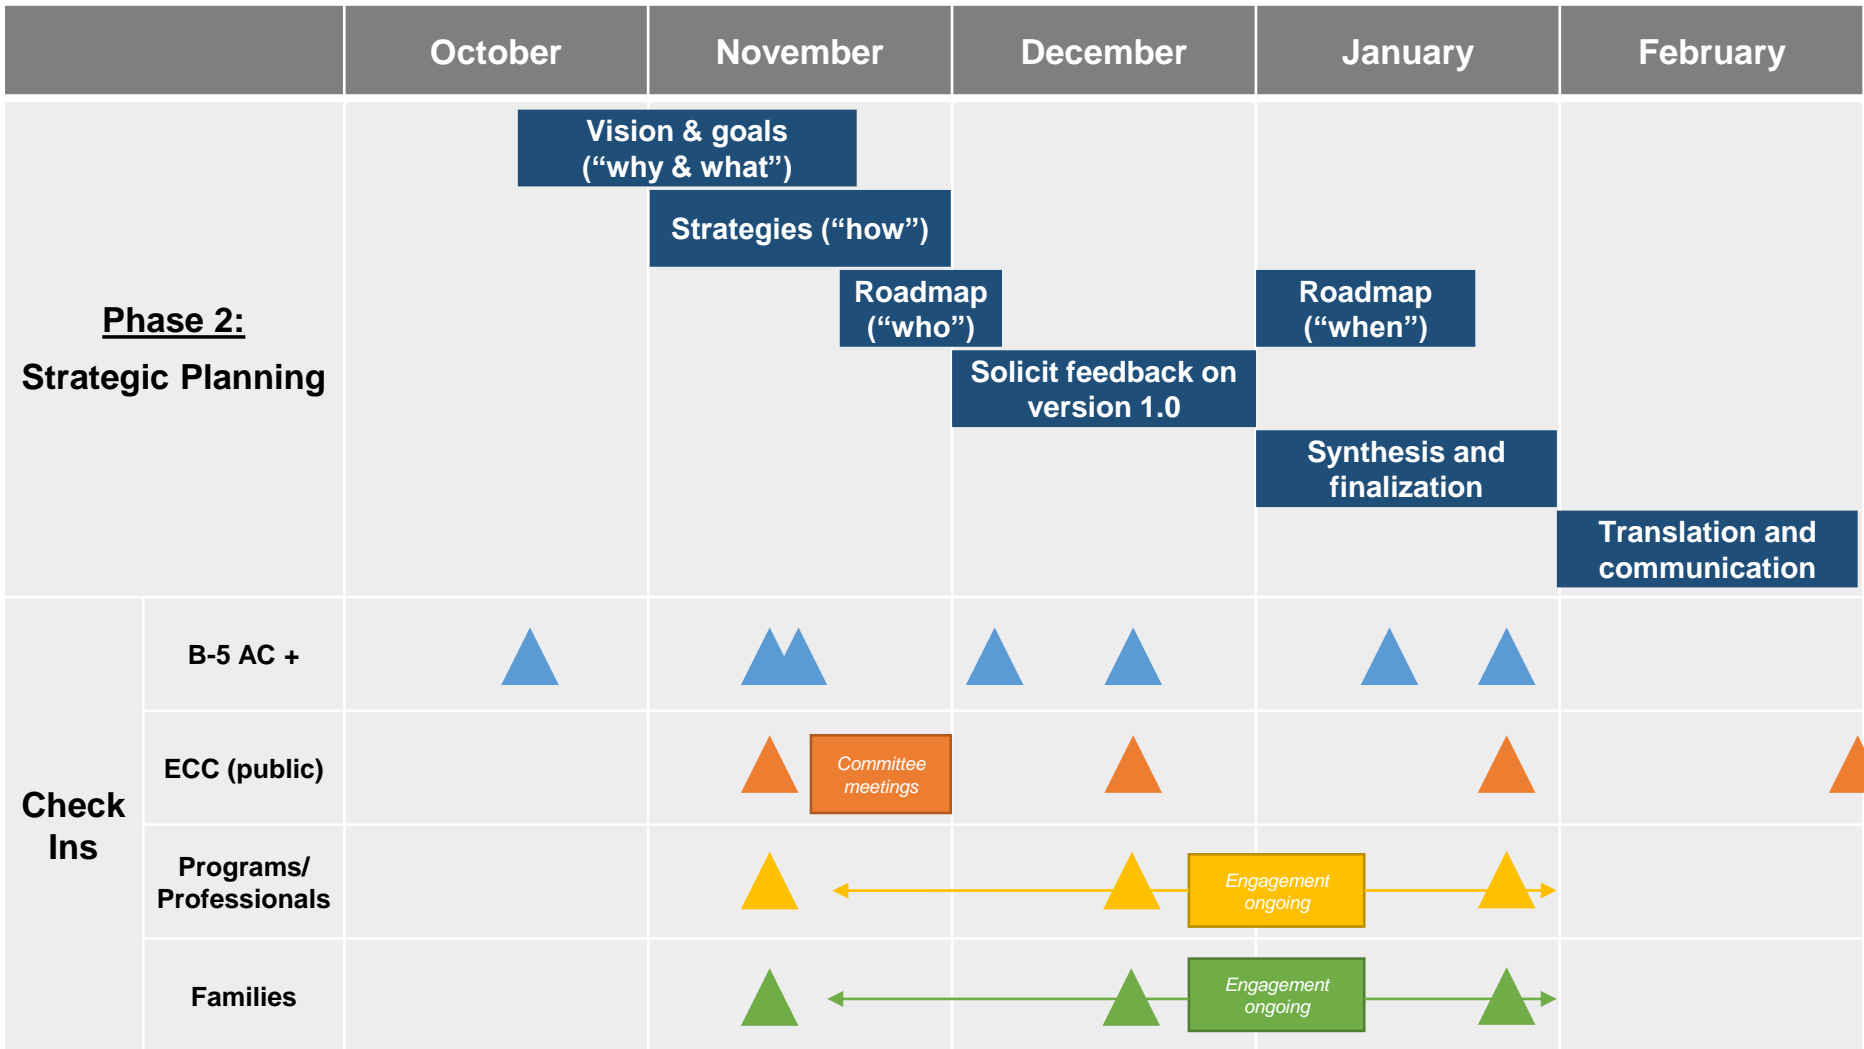 October
November
December
January
February
Vision & goals
(“why & what”)
Strategies (“how”)
Roadmap
(“who”)
Roadmap
(“when”)
Phase 2:
Strategic Planning
Solicit feedback on
version 1.0
Synthesis and
finalization
Translation and
communication
Check
Ins
B-5 AC +
ECC (public)
Committee
meetings
Programs/
Professionals
Engagement
ongoing
Families
Engagement
ongoing